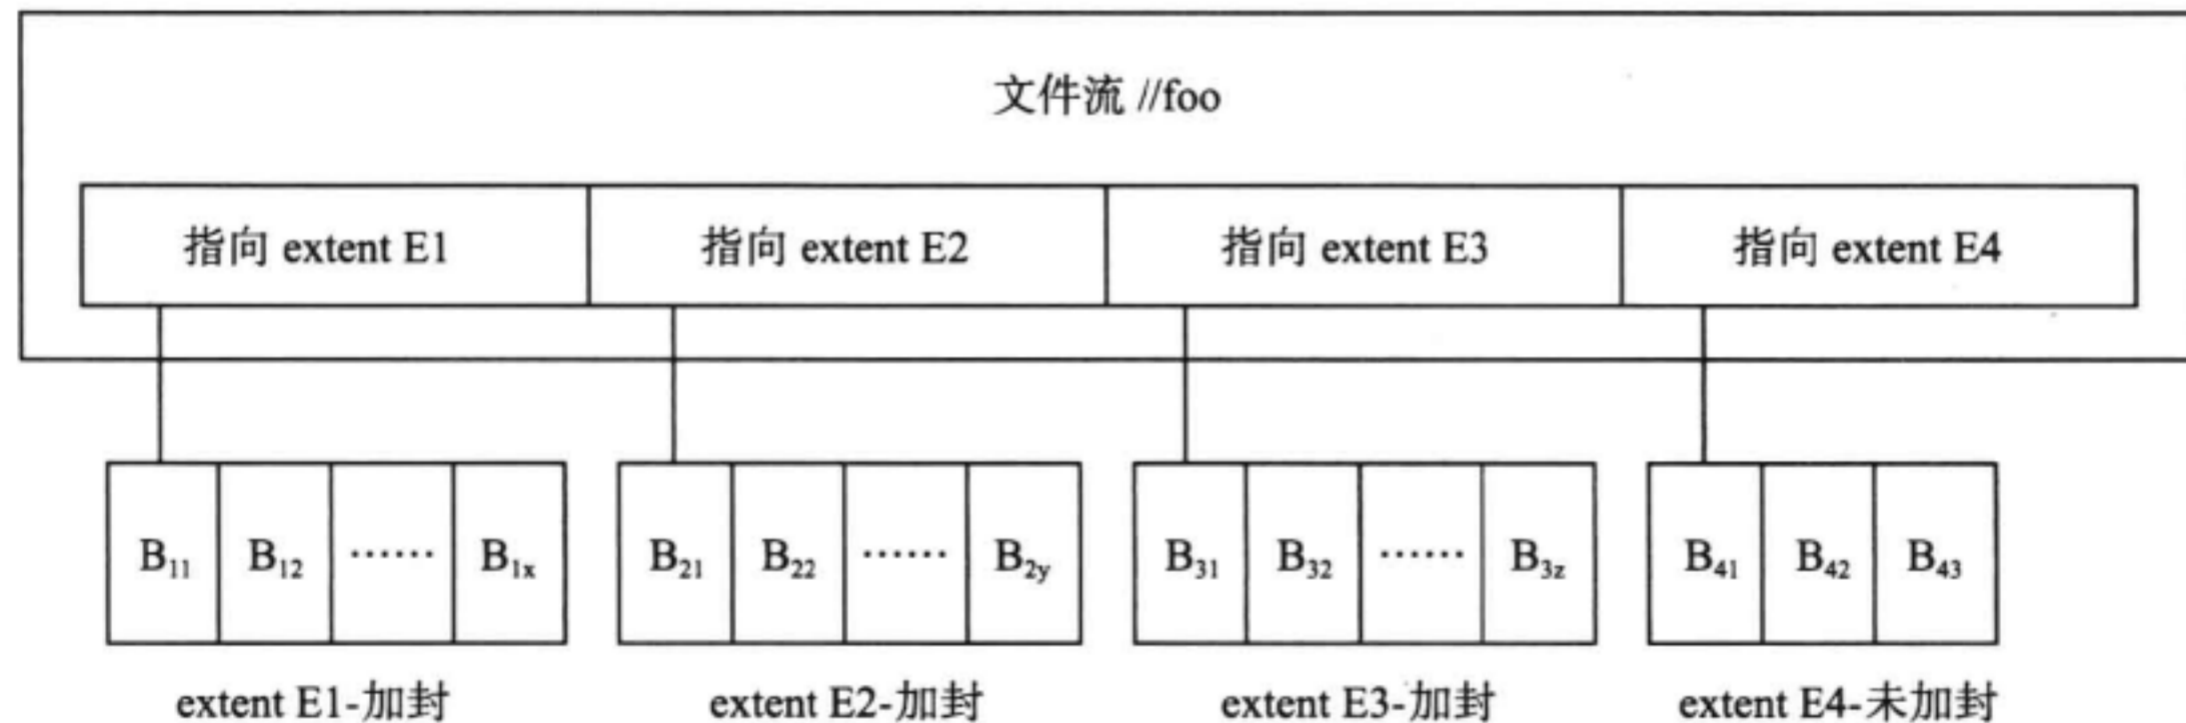 文件流 //foo
指向 extent E1 指向 extent E2 指向 extent E3 指向 extent E4
B₁₁ B₁₂ …… B₁ₓ B₂₁ B₂₂ …… B₂y B₃₁ B₃₂ …… B₃z B₄₁ B₄₂ B₄₃
extent E1-加封 extent E2-加封 extent E3-加封 extent E4-未加封